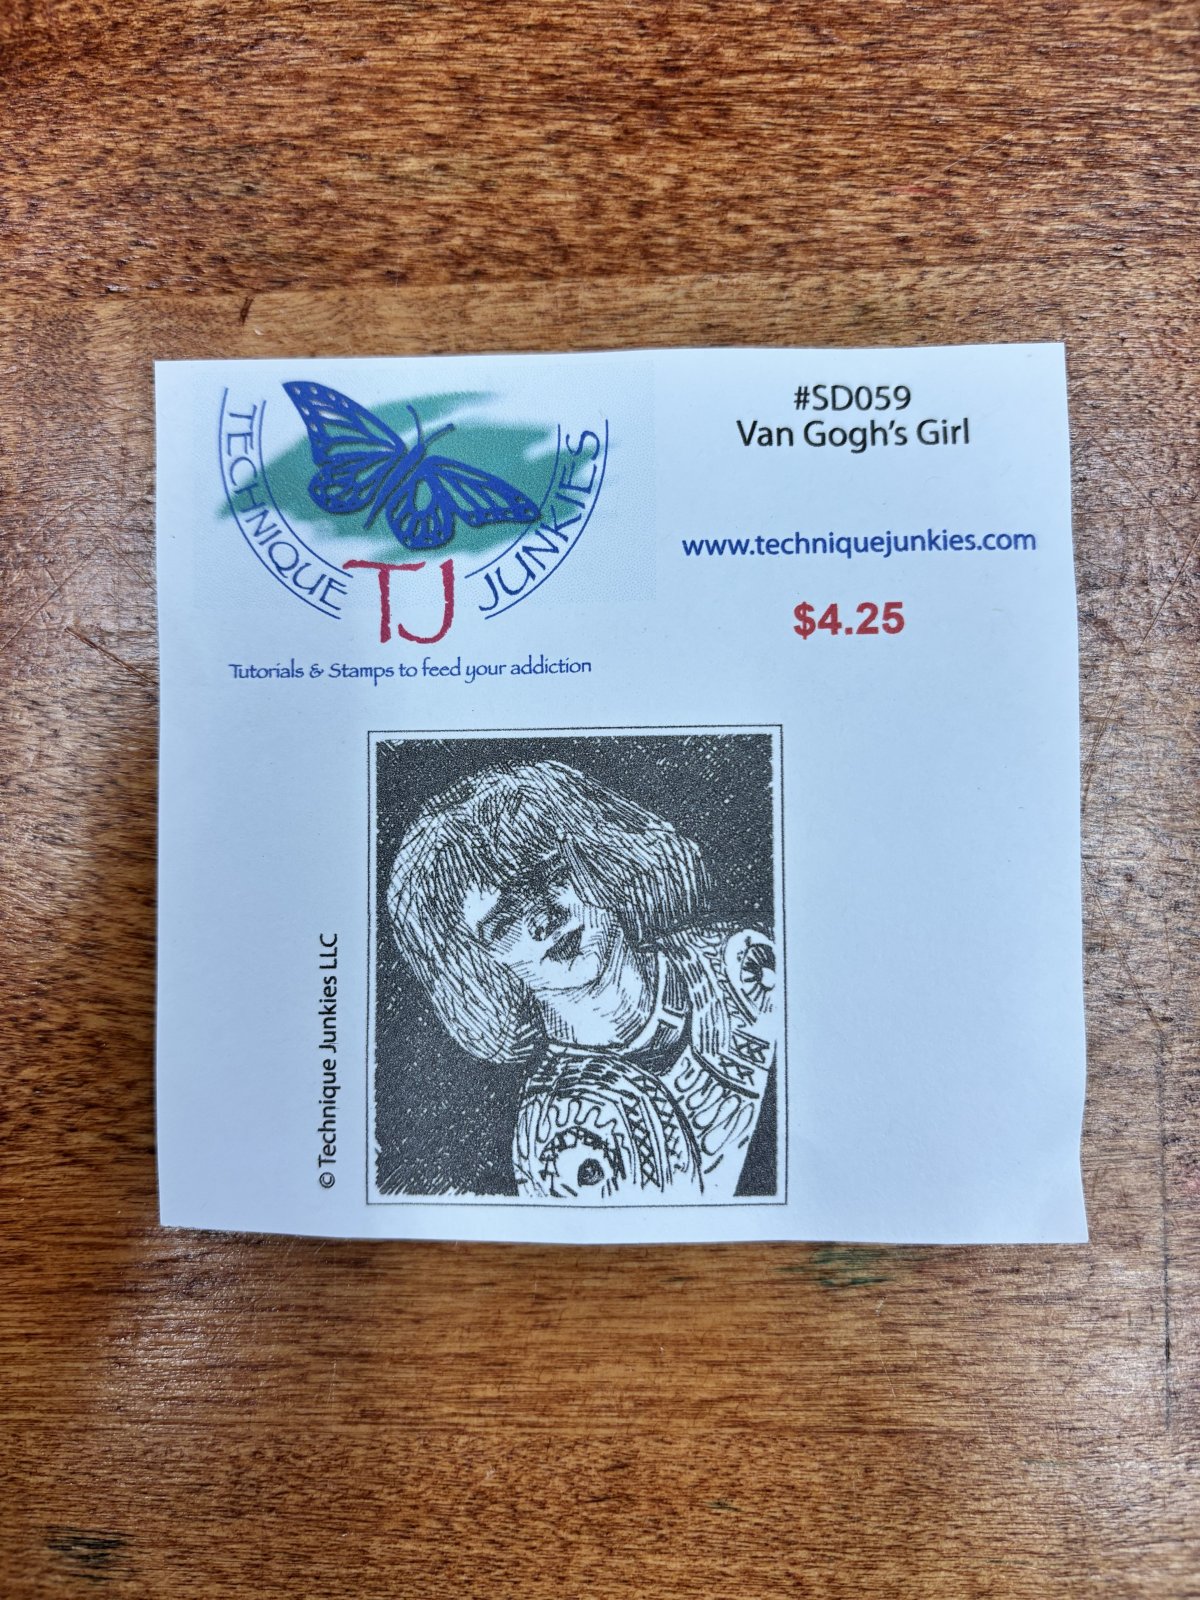 TECHNIQUE
TJ
JUNKIES
Tutorials & Stamps to feed your addiction
#SD059
Van Gogh's Girl
www.techniquejunkies.com
$4.25
© Technique Junkies LLC